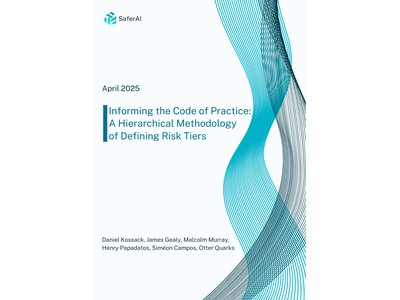 SaferAI
April 2025
Informing the Code of Practice:
A Hierarchical Methodology
of Defining Risk Tiers
Daniel Kossack, James Gealy, Malcolm Murray,
Henry Papadatos, Siméon Campos, Otter Quarks